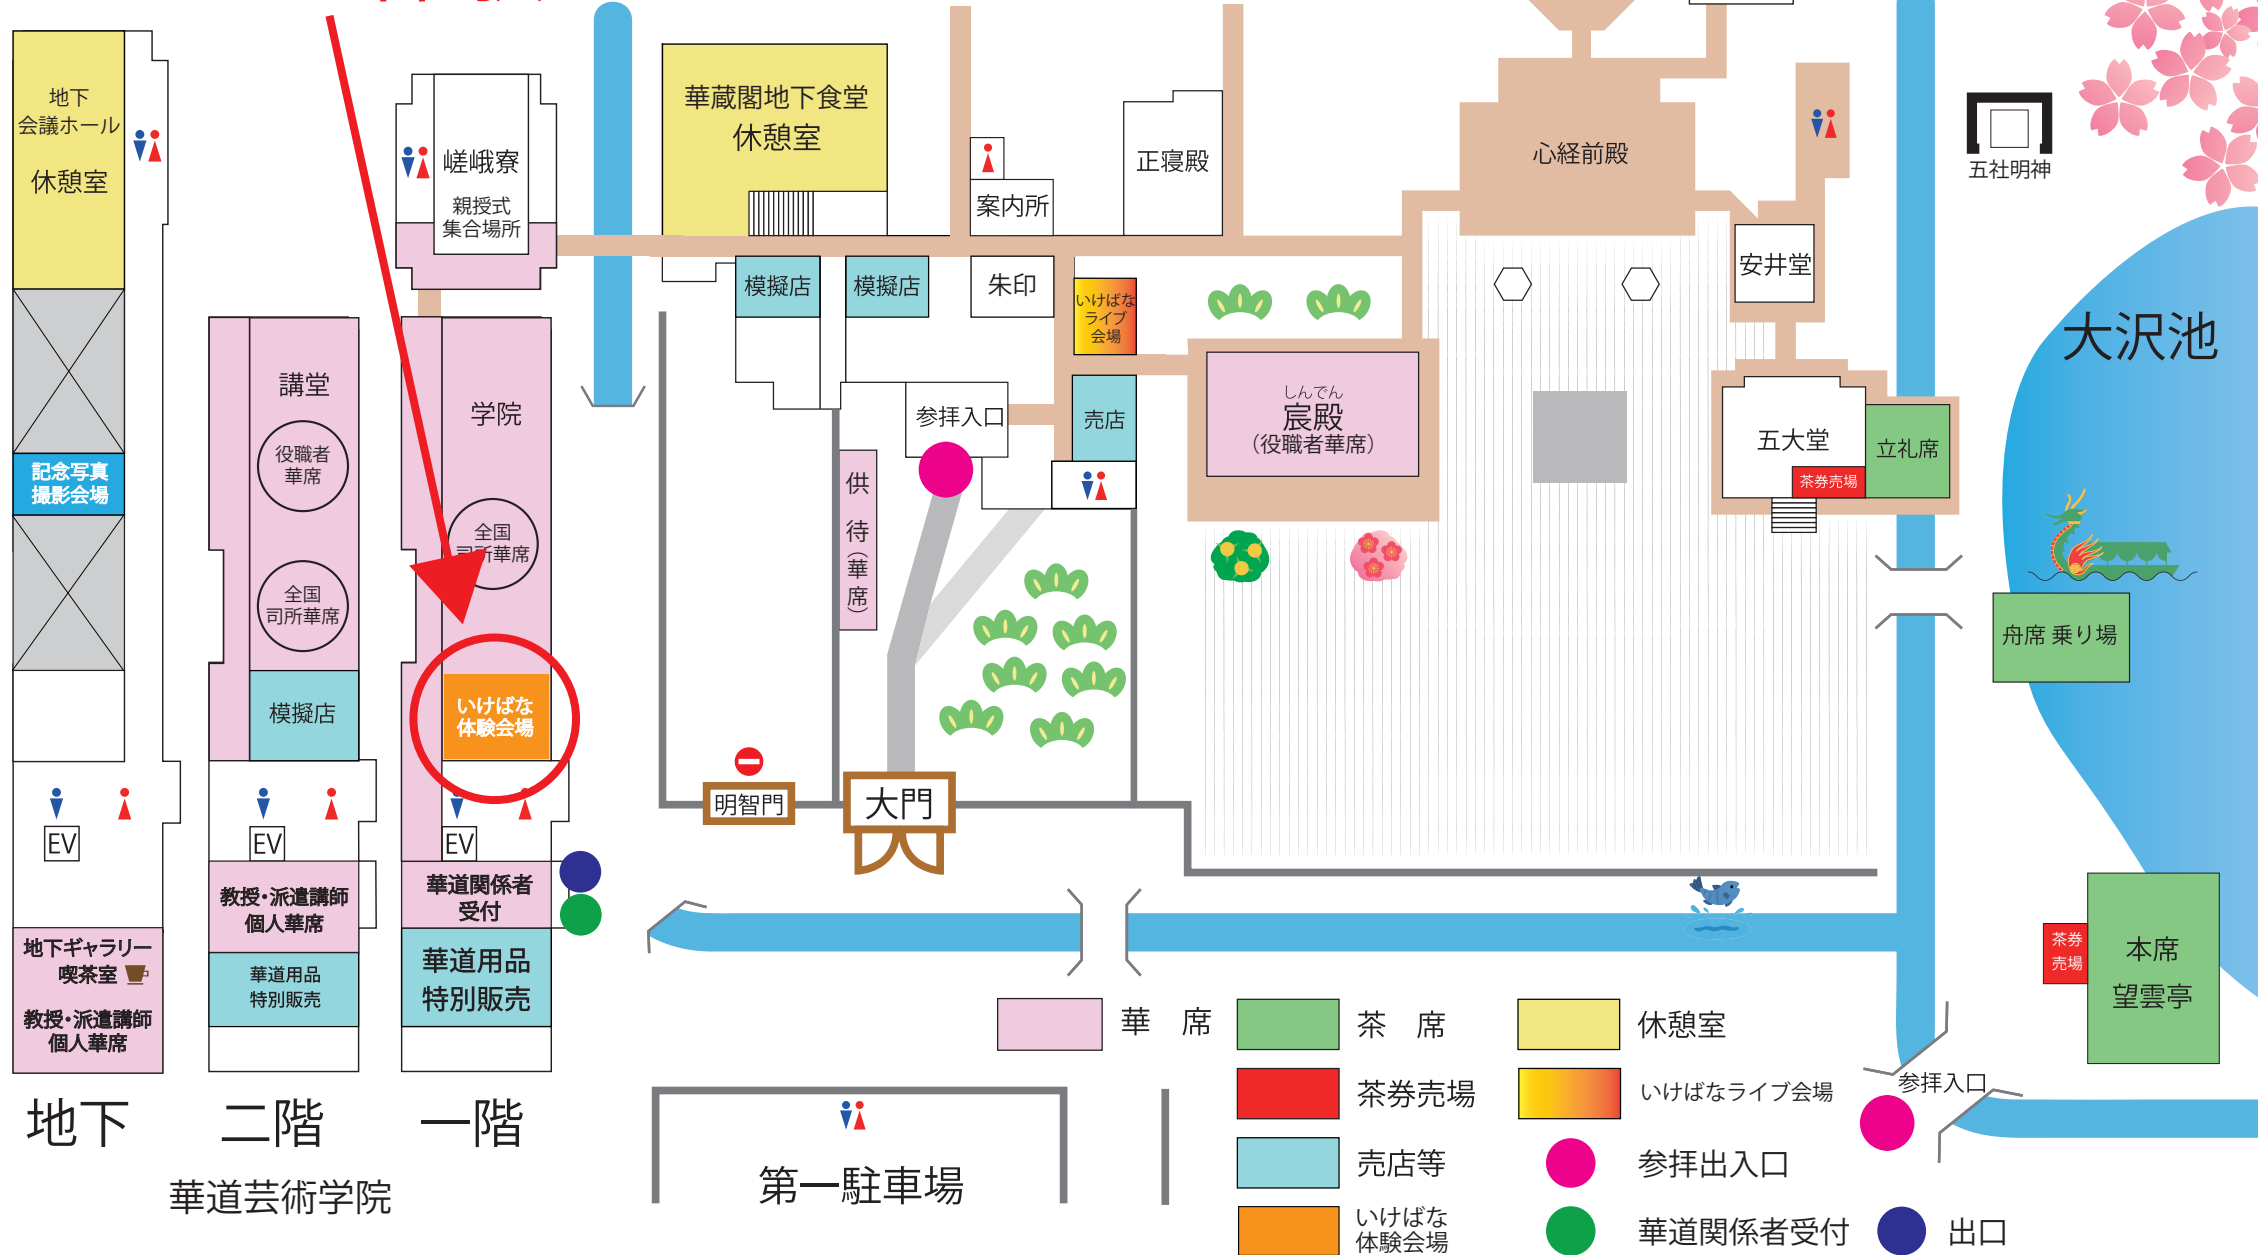 地下
会議ホール
休憩室
記念写真
撮影会場
地下ギャラリー
喫茶室
教授・派遣講師
個人華席
EV
地下
講堂
役職者
華席
全国
司所華席
模擬店
EV
教授・派遣講師
個人華席
華道用品
特別販売
二階
嵯峨寮
親授式
集合場所
学院
全国
司所華席
いけばな
体験会場
EV
華道関係者
受付
華道用品
特別販売
一階
華道芸術学院
華蔵閣地下食堂
休憩室
案内所
正寝殿
模擬店
模擬店
朱印
いけばな
ライブ
会場
参拝入口
売店
供待(華席)
明智門
大門
しんでん
宸殿
(役職者華席)
心経前殿
安井堂
五大堂
茶券売場
立礼席
五社明神
大沢池
舟席 乗り場
茶券
売場
本席
望雲亭
参拝入口
第一駐車場
華 席
茶 席
休憩室
茶券売場
いけばなライブ会場
売店等
参拝出入口
いけばな
体験会場
華道関係者受付
出口